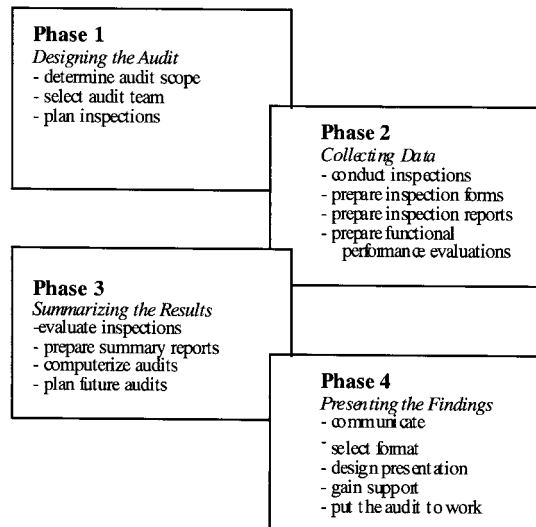 Phase 1
Designing the Audit
- determine audit scope
- select audit team
- plan inspections
Phase 2
Collecting Data
- conduct inspections
- prepare inspection forms
- prepare inspection reports
- prepare functional
performance evaluations
Phase 3
Summarizing the Results
-evaluate inspections
- prepare summary reports
- computerize audits
- plan future audits
Phase 4
Presenting the Findings
- communicate
- select format
- design presentation
- gain support
- put the audit to work